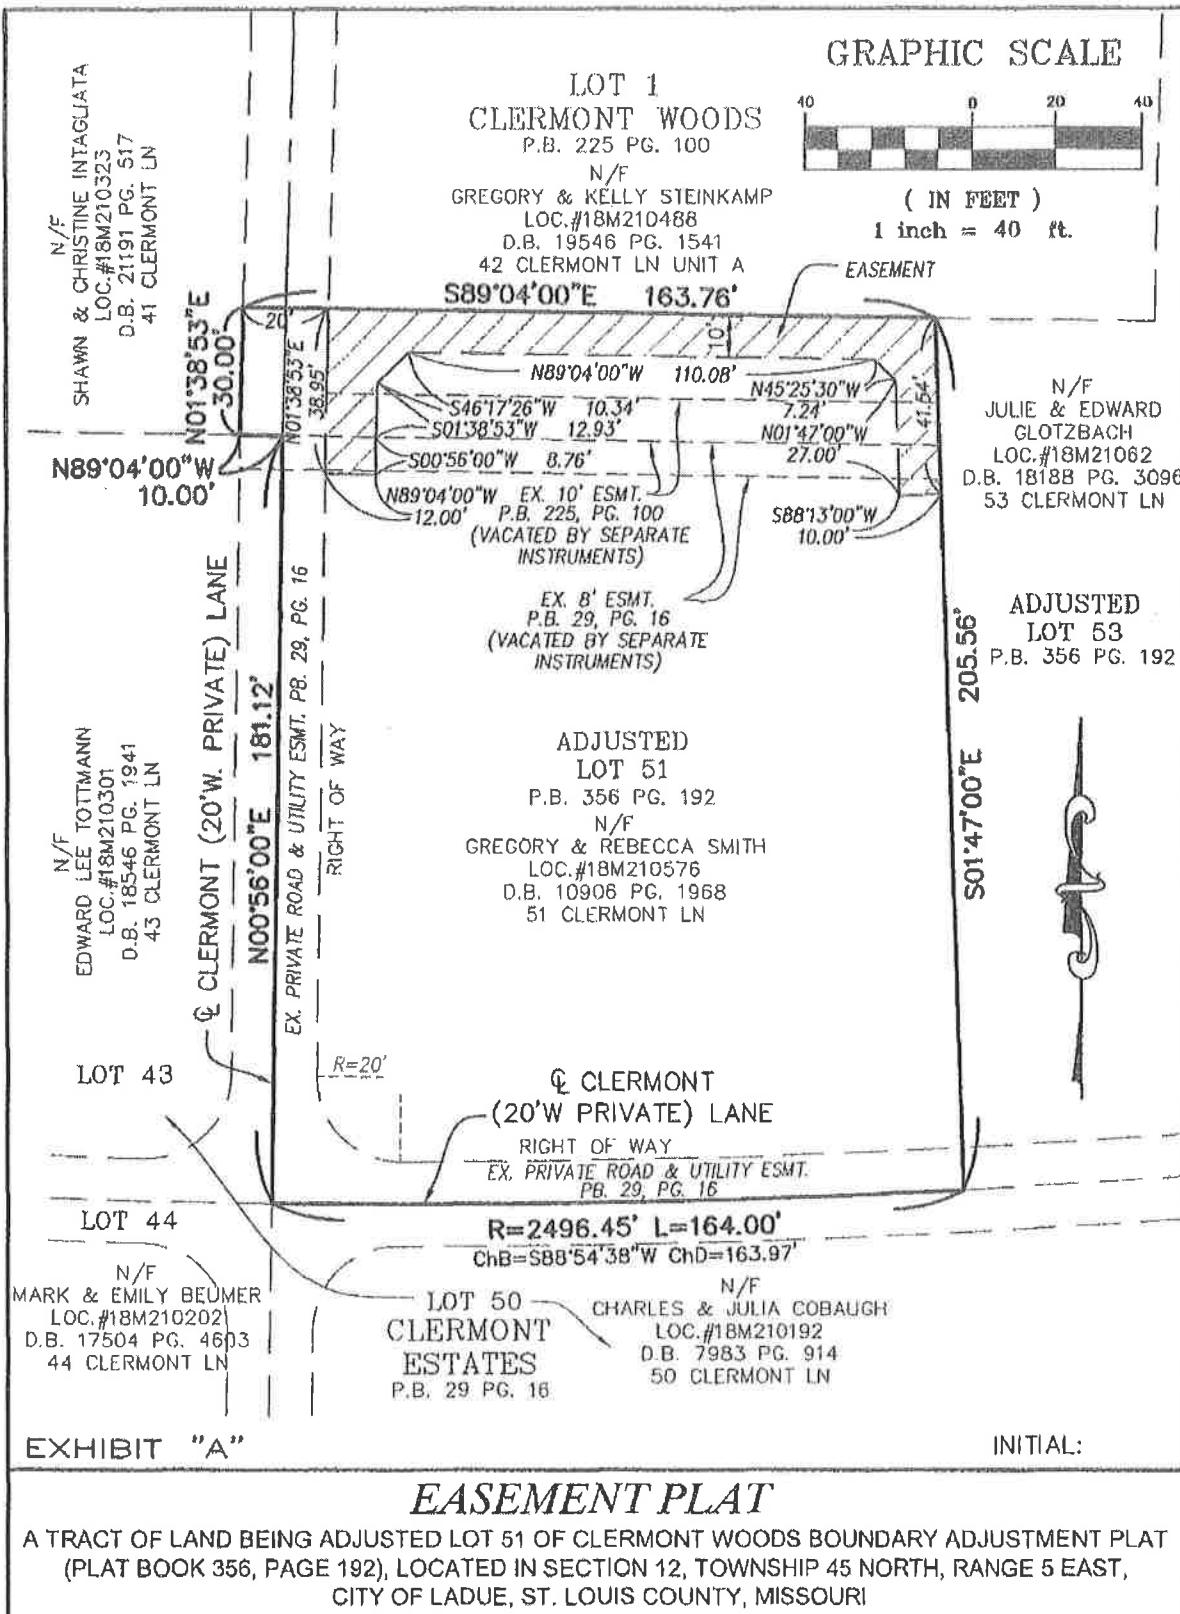 GRAPHIC SCALE
40 0 20 40
( IN FEET )
1 inch = 40 ft.
LOT 1
CLERMONT WOODS
P.B. 225 PG. 100
N/F
GREGORY & KELLY STEINKAMP
LOC.#18M210488
D.B. 19546 PG. 1541
42 CLERMONT LN UNIT A
EASEMENT
N/F
SHAWN & CHRISTINE INTAGLIATA
LOC.#18M210323
D.B. 21191 PG. 517
41 CLERMONT LN
S89°04'00"E 163.76'
20'
10'
N01°38'53"E
30.00'
N01°38'53"E
38.95'
N89°04'00"W 110.08'
N45°25'30"W
7.24'
41.54'
S46°17'26"W 10.34'
S01°38'53"W 12.93'
N01°47'00"W
27.00'
S00°56'00"W 8.76'
N89°04'00"W
10.00'
N89°04'00"W
12.00'
EX. 10' ESMT.
P.B. 225, PG. 100
(VACATED BY SEPARATE
INSTRUMENTS)
S88°13'00"W
10.00'
N/F
JULIE & EDWARD
GLOTZBACH
LOC.#18M21062
D.B. 18188 PG. 3096
53 CLERMONT LN
EX. 8' ESMT.
P.B. 29, PG. 16
(VACATED BY SEPARATE
INSTRUMENTS)
ADJUSTED
LOT 53
P.B. 356 PG. 192
205.56'
S01°47'00"E
ADJUSTED
LOT 51
P.B. 356 PG. 192
N/F
GREGORY & REBECCA SMITH
LOC.#18M210576
D.B. 10906 PG. 1968
51 CLERMONT LN
N/F
EDWARD LEE TOTTMANN
LOC.#18M210301
D.B. 18546 PG. 1941
43 CLERMONT LN
℄ CLERMONT (20'W. PRIVATE) LANE
N00°56'00"E 181.12'
EX. PRIVATE ROAD & UTILITY ESMT. PB. 29, PG. 16
RIGHT OF WAY
LOT 43
R=20'
℄ CLERMONT
(20'W PRIVATE) LANE
RIGHT OF WAY
EX. PRIVATE ROAD & UTILITY ESMT.
PB. 29, PG. 16
LOT 44
R=2496.45' L=164.00'
ChB=S88°54'38"W ChD=163.97'
N/F
MARK & EMILY BEUMER
LOC.#18M210202
D.B. 17504 PG. 4603
44 CLERMONT LN
LOT 50
CLERMONT
ESTATES
P.B. 29 PG. 16
N/F
CHARLES & JULIA COBAUGH
LOC.#18M210192
D.B. 7983 PG. 914
50 CLERMONT LN
EXHIBIT "A"
INITIAL:
EASEMENT PLAT
A TRACT OF LAND BEING ADJUSTED LOT 51 OF CLERMONT WOODS BOUNDARY ADJUSTMENT PLAT
(PLAT BOOK 356, PAGE 192), LOCATED IN SECTION 12, TOWNSHIP 45 NORTH, RANGE 5 EAST,
CITY OF LADUE, ST. LOUIS COUNTY, MISSOURI